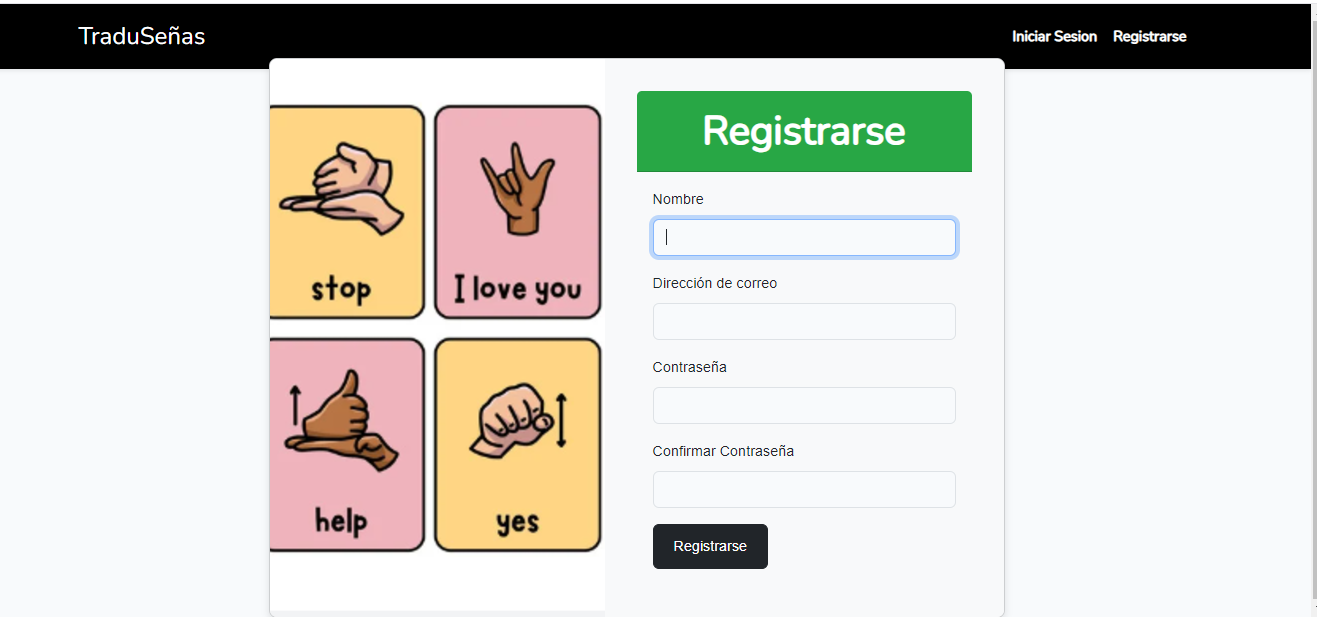 TraduSeñas
Iniciar Sesion Registrarse
stop
I love you
help
yes
Registrarse
Nombre
Dirección de correo
Contraseña
Confirmar Contraseña
Registrarse